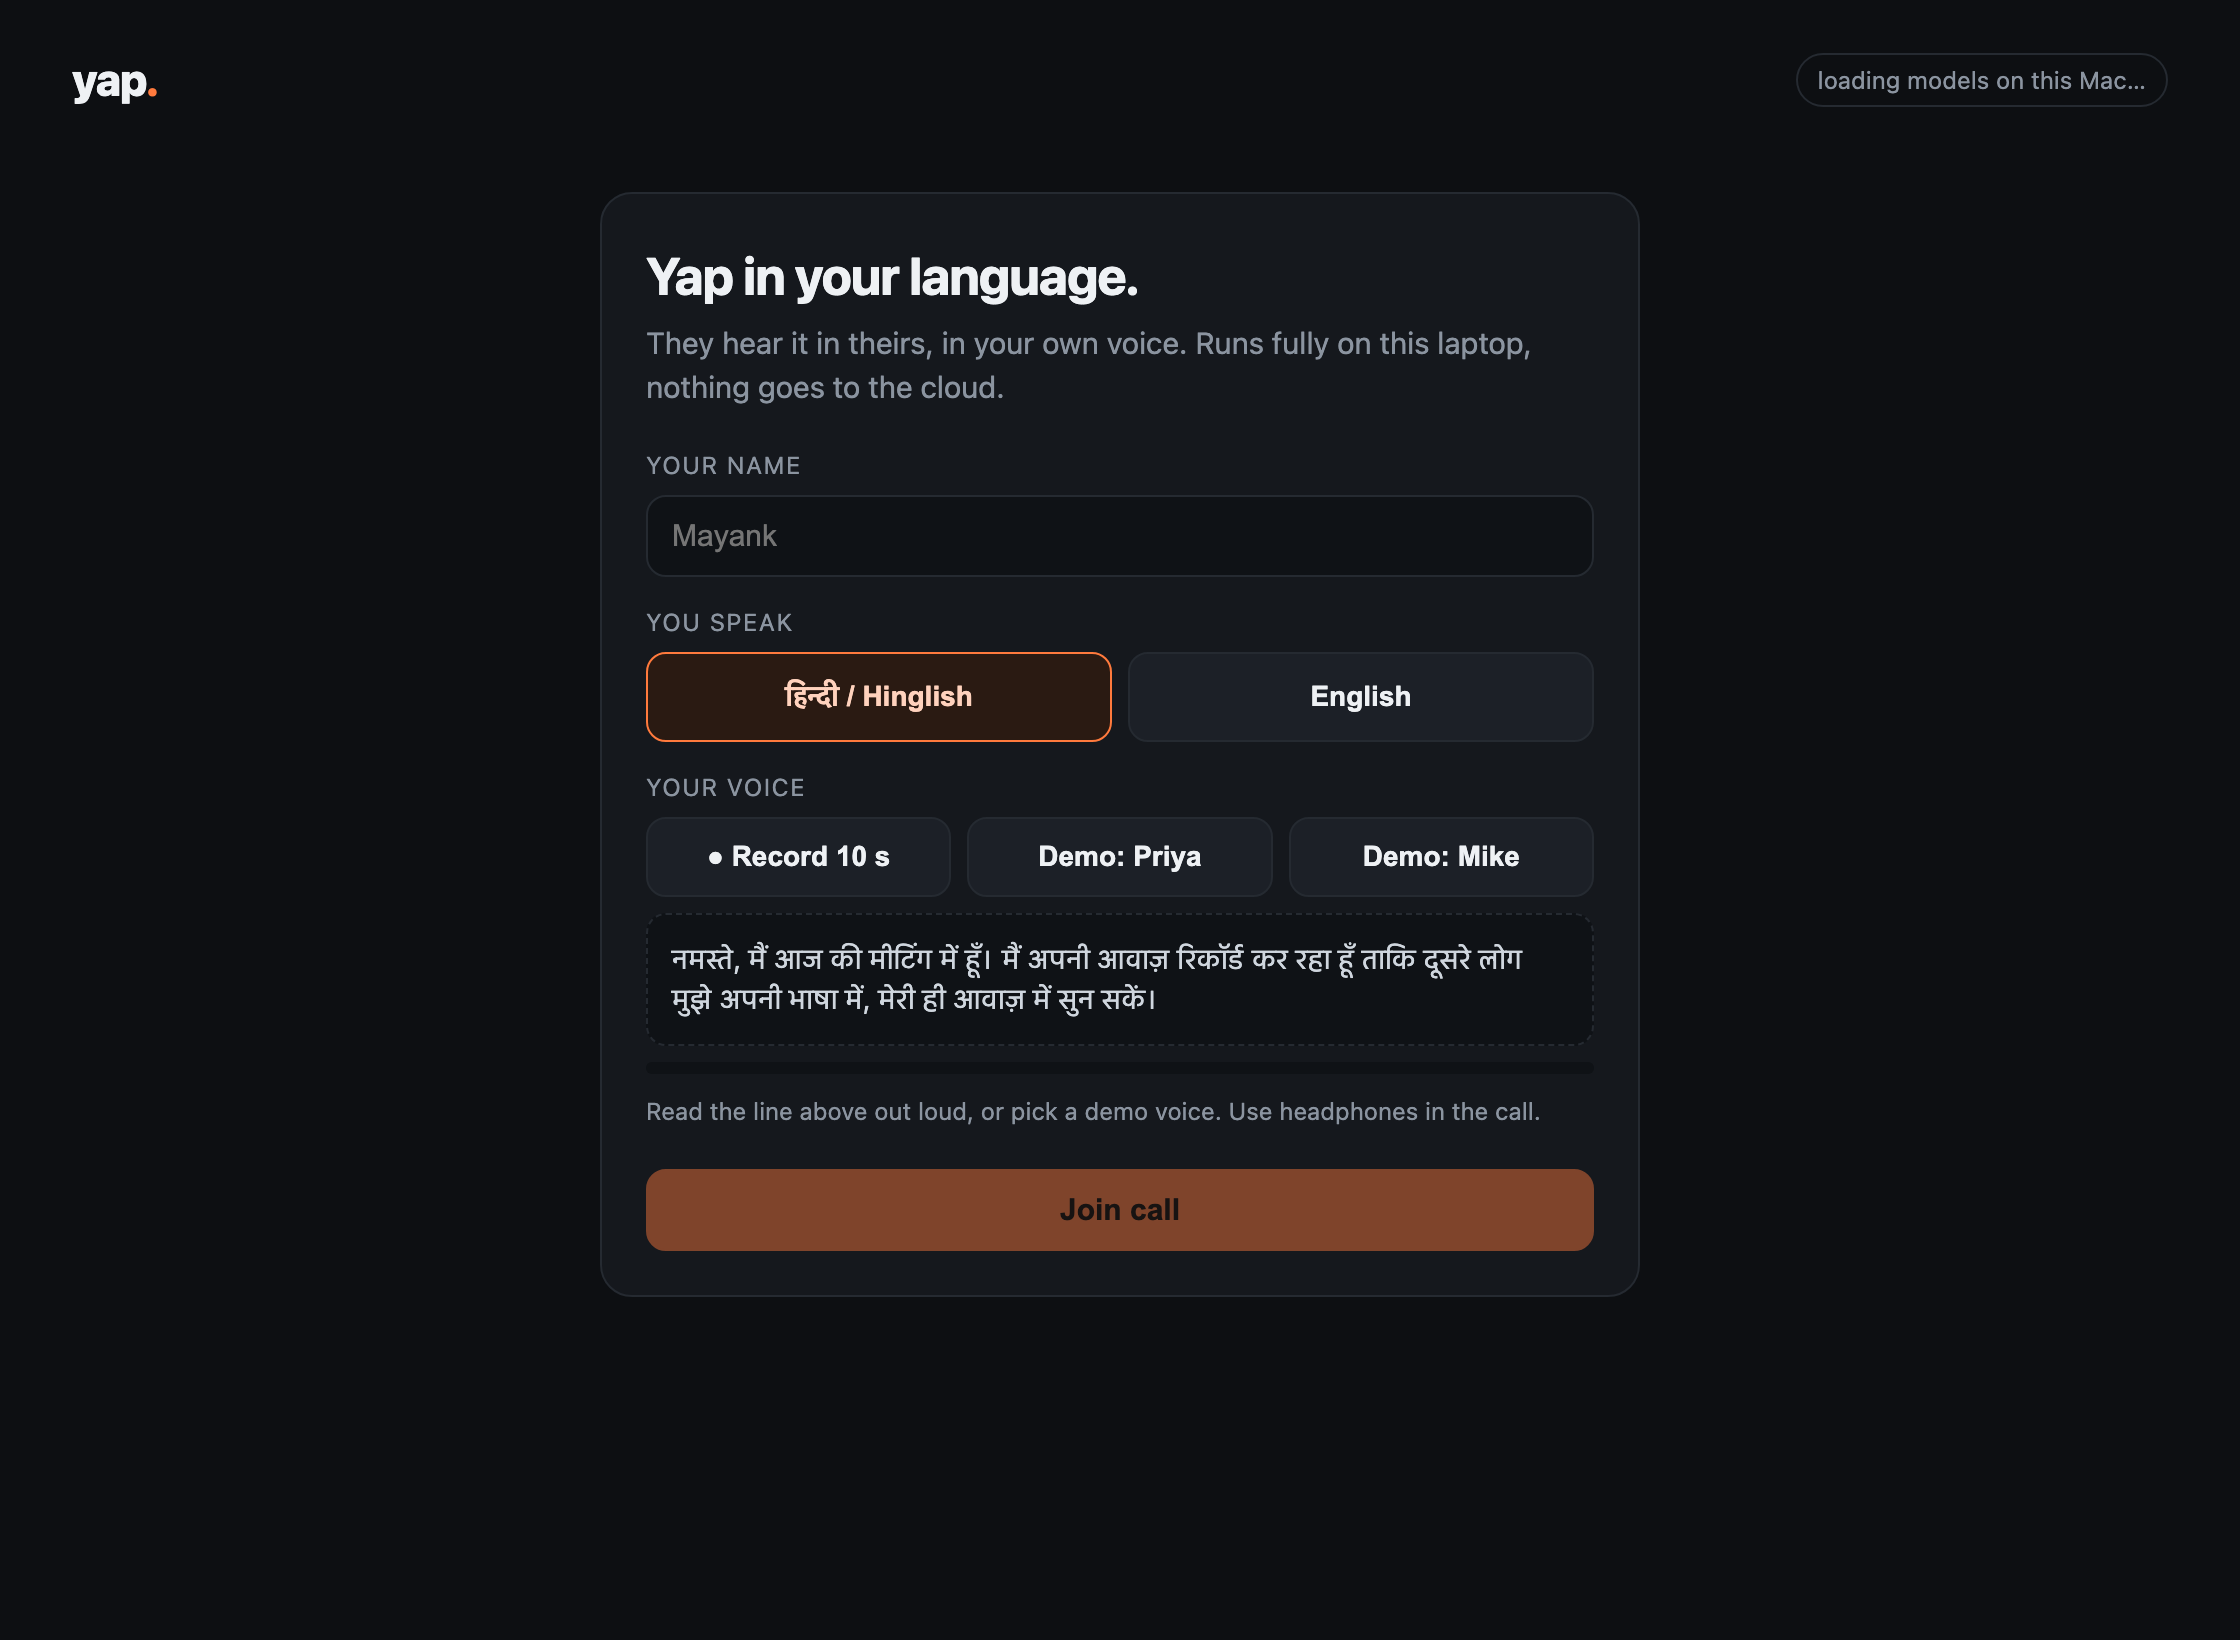 yap.
loading models on this Mac...
Yap in your language.
They hear it in theirs, in your own voice. Runs fully on this laptop,
nothing goes to the cloud.
YOUR NAME
Mayank
YOU SPEAK
हिन्दी / Hinglish
English
YOUR VOICE
● Record 10 s
Demo: Priya
Demo: Mike
नमस्ते, मैं आज की मीटिंग में हूँ। मैं अपनी आवाज़ रिकॉर्ड कर रहा हूँ ताकि दूसरे लोग
मुझे अपनी भाषा में, मेरी ही आवाज़ में सुन सकें।
Read the line above out loud, or pick a demo voice. Use headphones in the call.
Join call